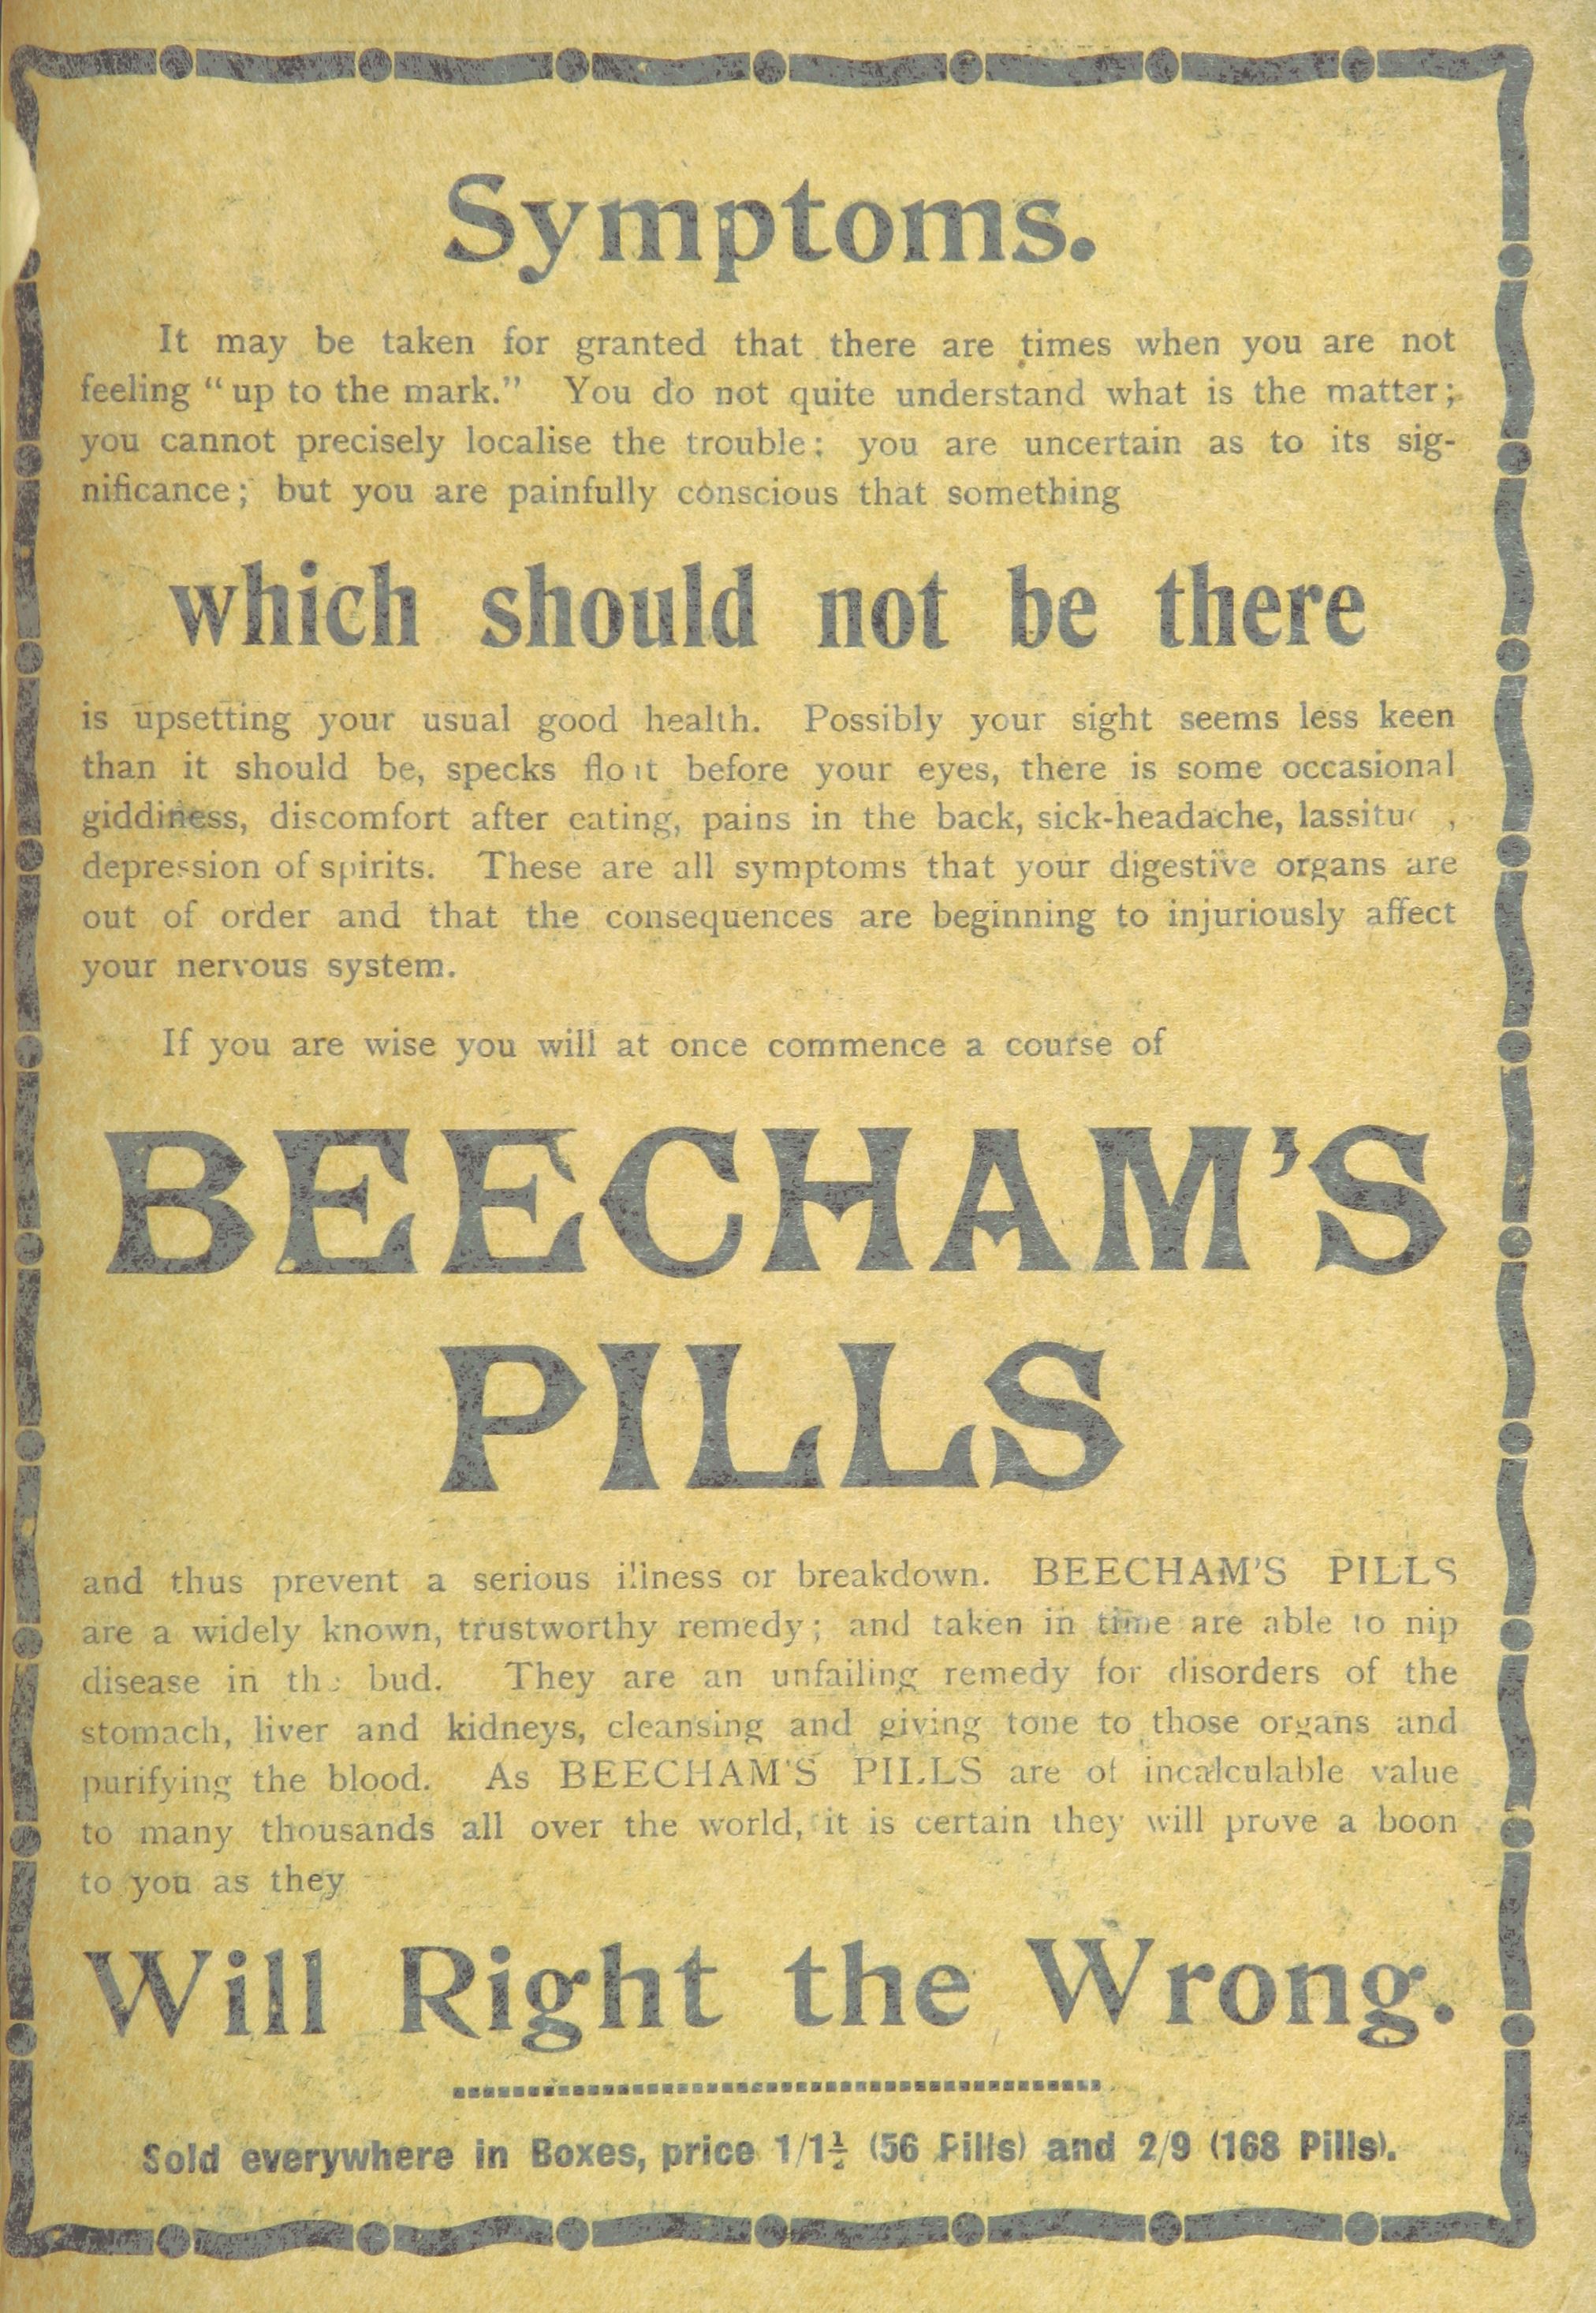 Symptoms.
It may be taken for granted that there are times when you are not
feeling “up to the mark.” You do not quite understand what is the matter;
you cannot precisely localise the trouble; you are uncertain as to its sig-
nificance; but you are painfully conscious that something
which should not be there
is upsetting your usual good health. Possibly your sight seems less keen
than it should be, specks float before your eyes, there is some occasional
giddiness, discomfort after eating, pains in the back, sick-headache, lassitude,
depression of spirits. These are all symptoms that your digestive organs are
out of order and that the consequences are beginning to injuriously affect
your nervous system.
If you are wise you will at once commence a course of
BEECHAM'S
PILLS
and thus prevent a serious illness or breakdown. BEECHAM'S PILLS
are a widely known, trustworthy remedy; and taken in time are able to nip
disease in the bud. They are an unfailing remedy for disorders of the
stomach, liver and kidneys, cleansing and giving tone to those organs and
purifying the blood. As BEECHAM'S PILLS are of incalculable value
to many thousands all over the world, it is certain they will prove a boon
to you as they
Will Right the Wrong.
Sold everywhere in Boxes, price 1/1½ (56 Pills) and 2/9 (168 Pills).